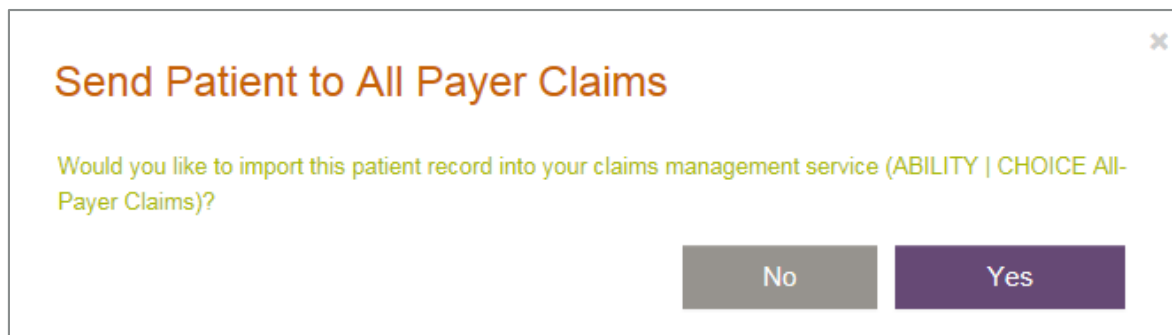 Send Patient to All Payer Claims
Would you like to import this patient record into your claims management service (ABILITY | CHOICE All-
Payer Claims)?
No
Yes